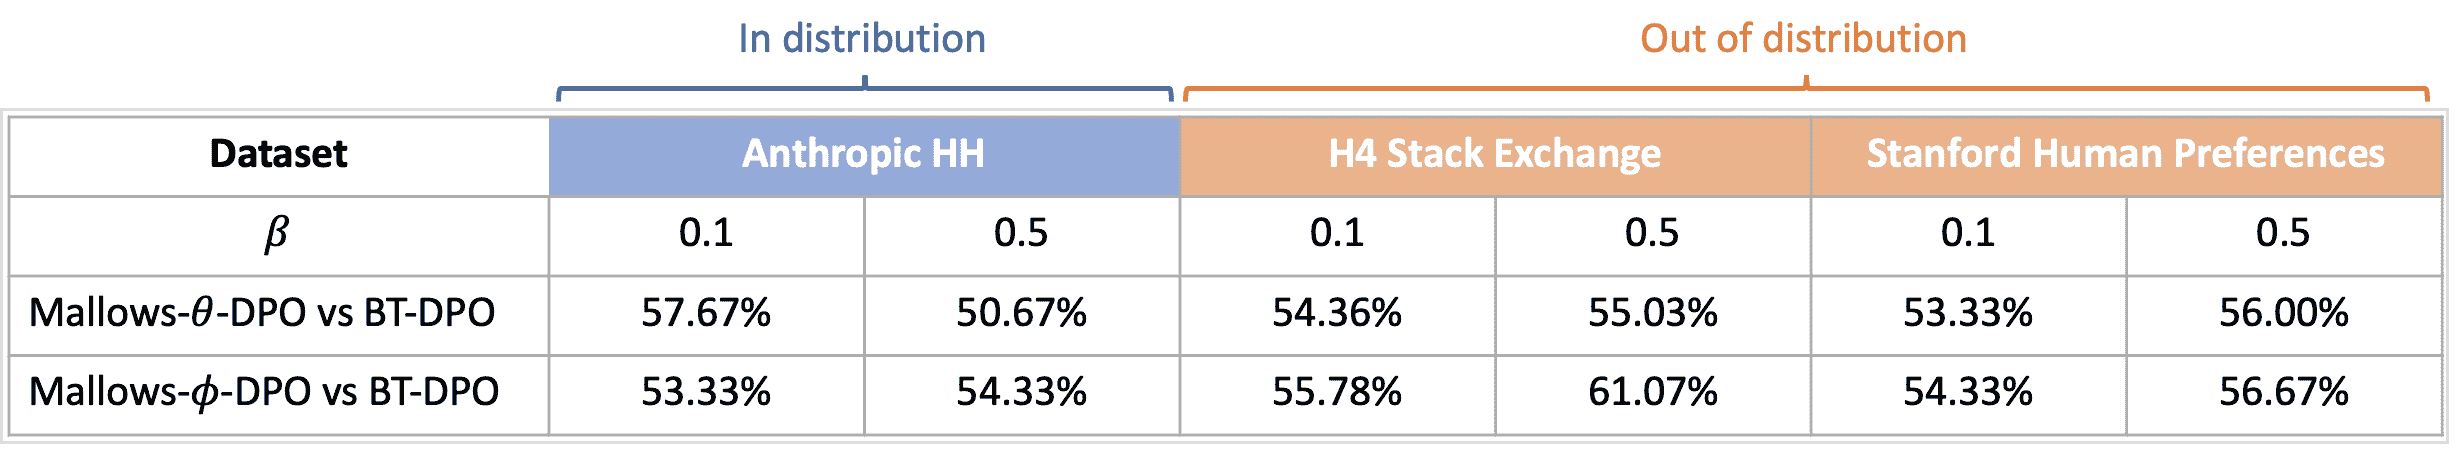 In distribution Out of distribution
Dataset Anthropic HH H4 Stack Exchange Stanford Human Preferences
β 0.1 0.5 0.1 0.5 0.1 0.5
Mallows-θ-DPO vs BT-DPO 57.67% 50.67% 54.36% 55.03% 53.33% 56.00%
Mallows-ϕ-DPO vs BT-DPO 53.33% 54.33% 55.78% 61.07% 54.33% 56.67%